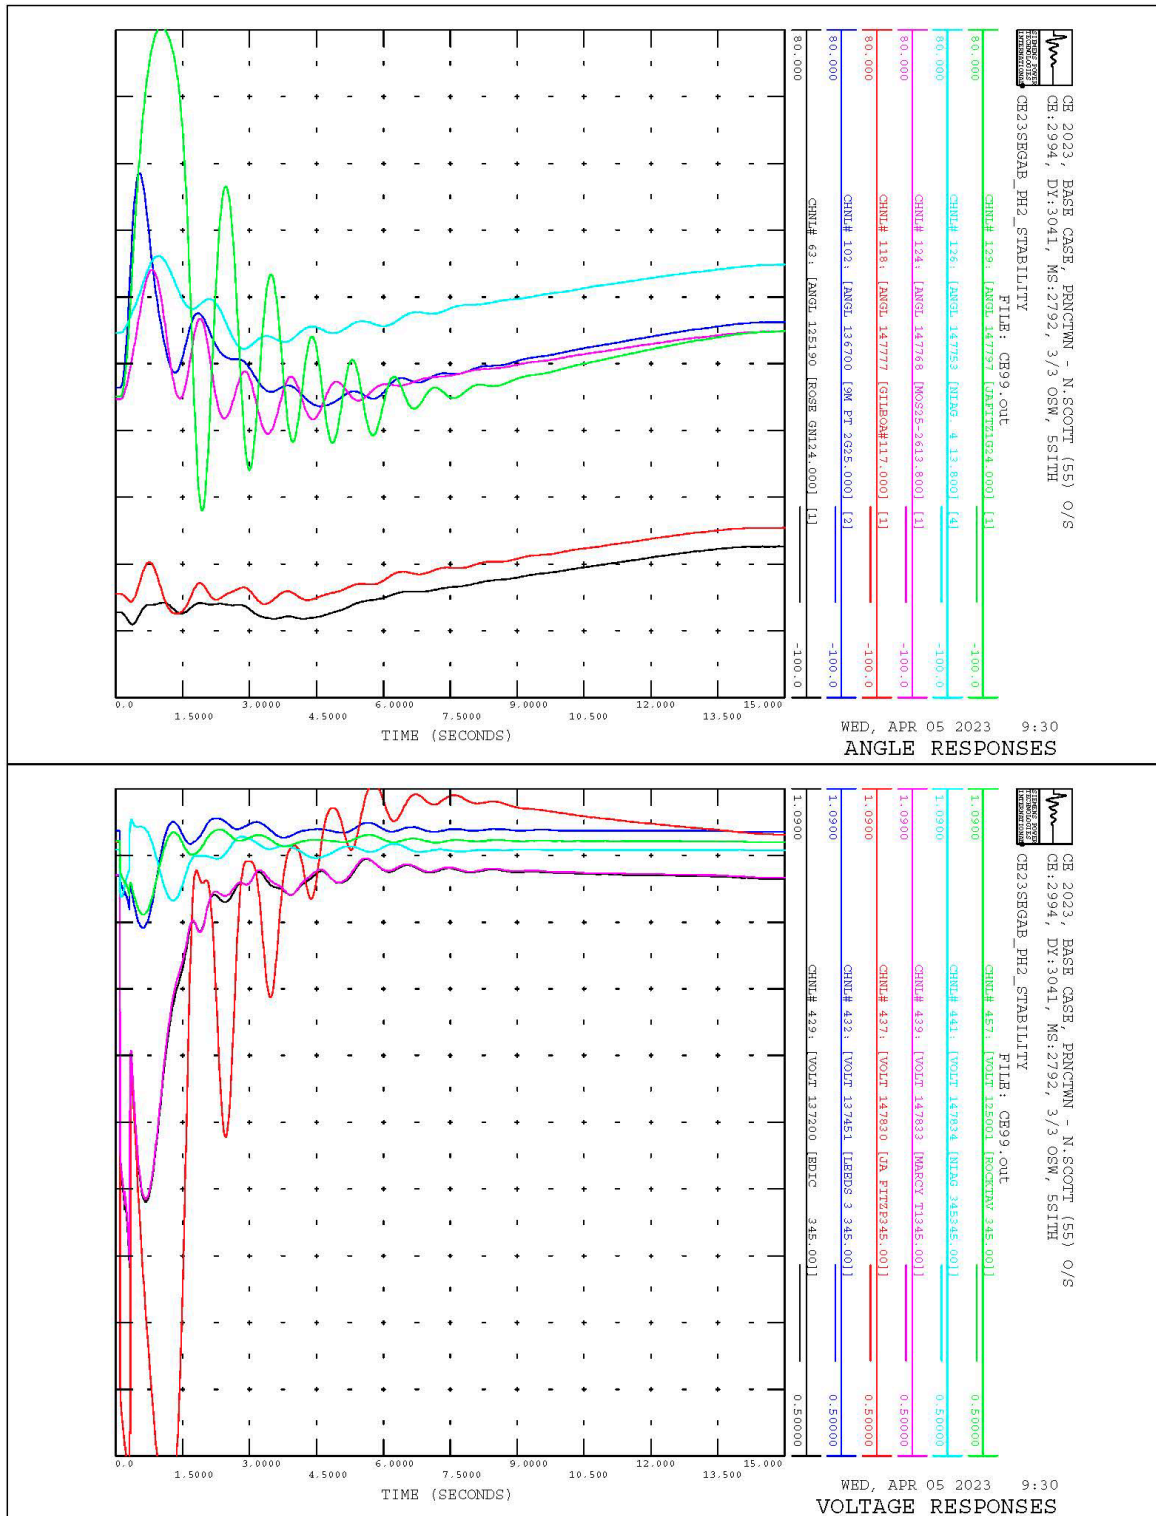 CE 2023, BASE CASE, PRNCTWN - N.SCOTT (55) O/S
CE:2994, DY:3041, MS:2792, 3/3 OSW, 5SITH
CE23SEGAB_PH2_STABILITY
SIEMENS POWER
TECHNOLOGIES
INTERNATIONAL
FILE: CE99.out
CHNL# 129: [ANGL 147797 [JAFITZ1G24.000] [1]
80.000
-100.0
CHNL# 126: [ANGL 147753 [NIAG. 4 13.800] [4]
80.000
-100.0
CHNL# 124: [ANGL 147768 [MOS25-2613.800] [1]
80.000
-100.0
CHNL# 118: [ANGL 147777 [GILBOA#117.000] [1]
80.000
-100.0
CHNL# 102: [ANGL 136700 [9M PT 2G25.000] [2]
80.000
-100.0
CHNL# 63: [ANGL 125190 [ROSE GN124.000] [1]
80.000
-100.0
0.0
1.5000
3.0000
4.5000
6.0000
7.5000
9.0000
10.500
12.000
13.500
15.000
TIME (SECONDS)
WED, APR 05 2023 9:30
ANGLE RESPONSES
CE 2023, BASE CASE, PRNCTWN - N.SCOTT (55) O/S
CE:2994, DY:3041, MS:2792, 3/3 OSW, 5SITH
CE23SEGAB_PH2_STABILITY
SIEMENS POWER
TECHNOLOGIES
INTERNATIONAL
FILE: CE99.out
CHNL# 457: [VOLT 125001 [ROCKTAV 345.00]]
1.0900
0.50000
CHNL# 441: [VOLT 147834 [NIAG 345345.00]]
1.0900
0.50000
CHNL# 439: [VOLT 147833 [MARCY T1345.00]]
1.0900
0.50000
CHNL# 437: [VOLT 147830 [JA FITZP345.00]]
1.0900
0.50000
CHNL# 432: [VOLT 137451 [LEEDS 3 345.00]]
1.0900
0.50000
CHNL# 429: [VOLT 137200 [EDIC 345.00]]
1.0900
0.50000
0.0
1.5000
3.0000
4.5000
6.0000
7.5000
9.0000
10.500
12.000
13.500
15.000
TIME (SECONDS)
WED, APR 05 2023 9:30
VOLTAGE RESPONSES